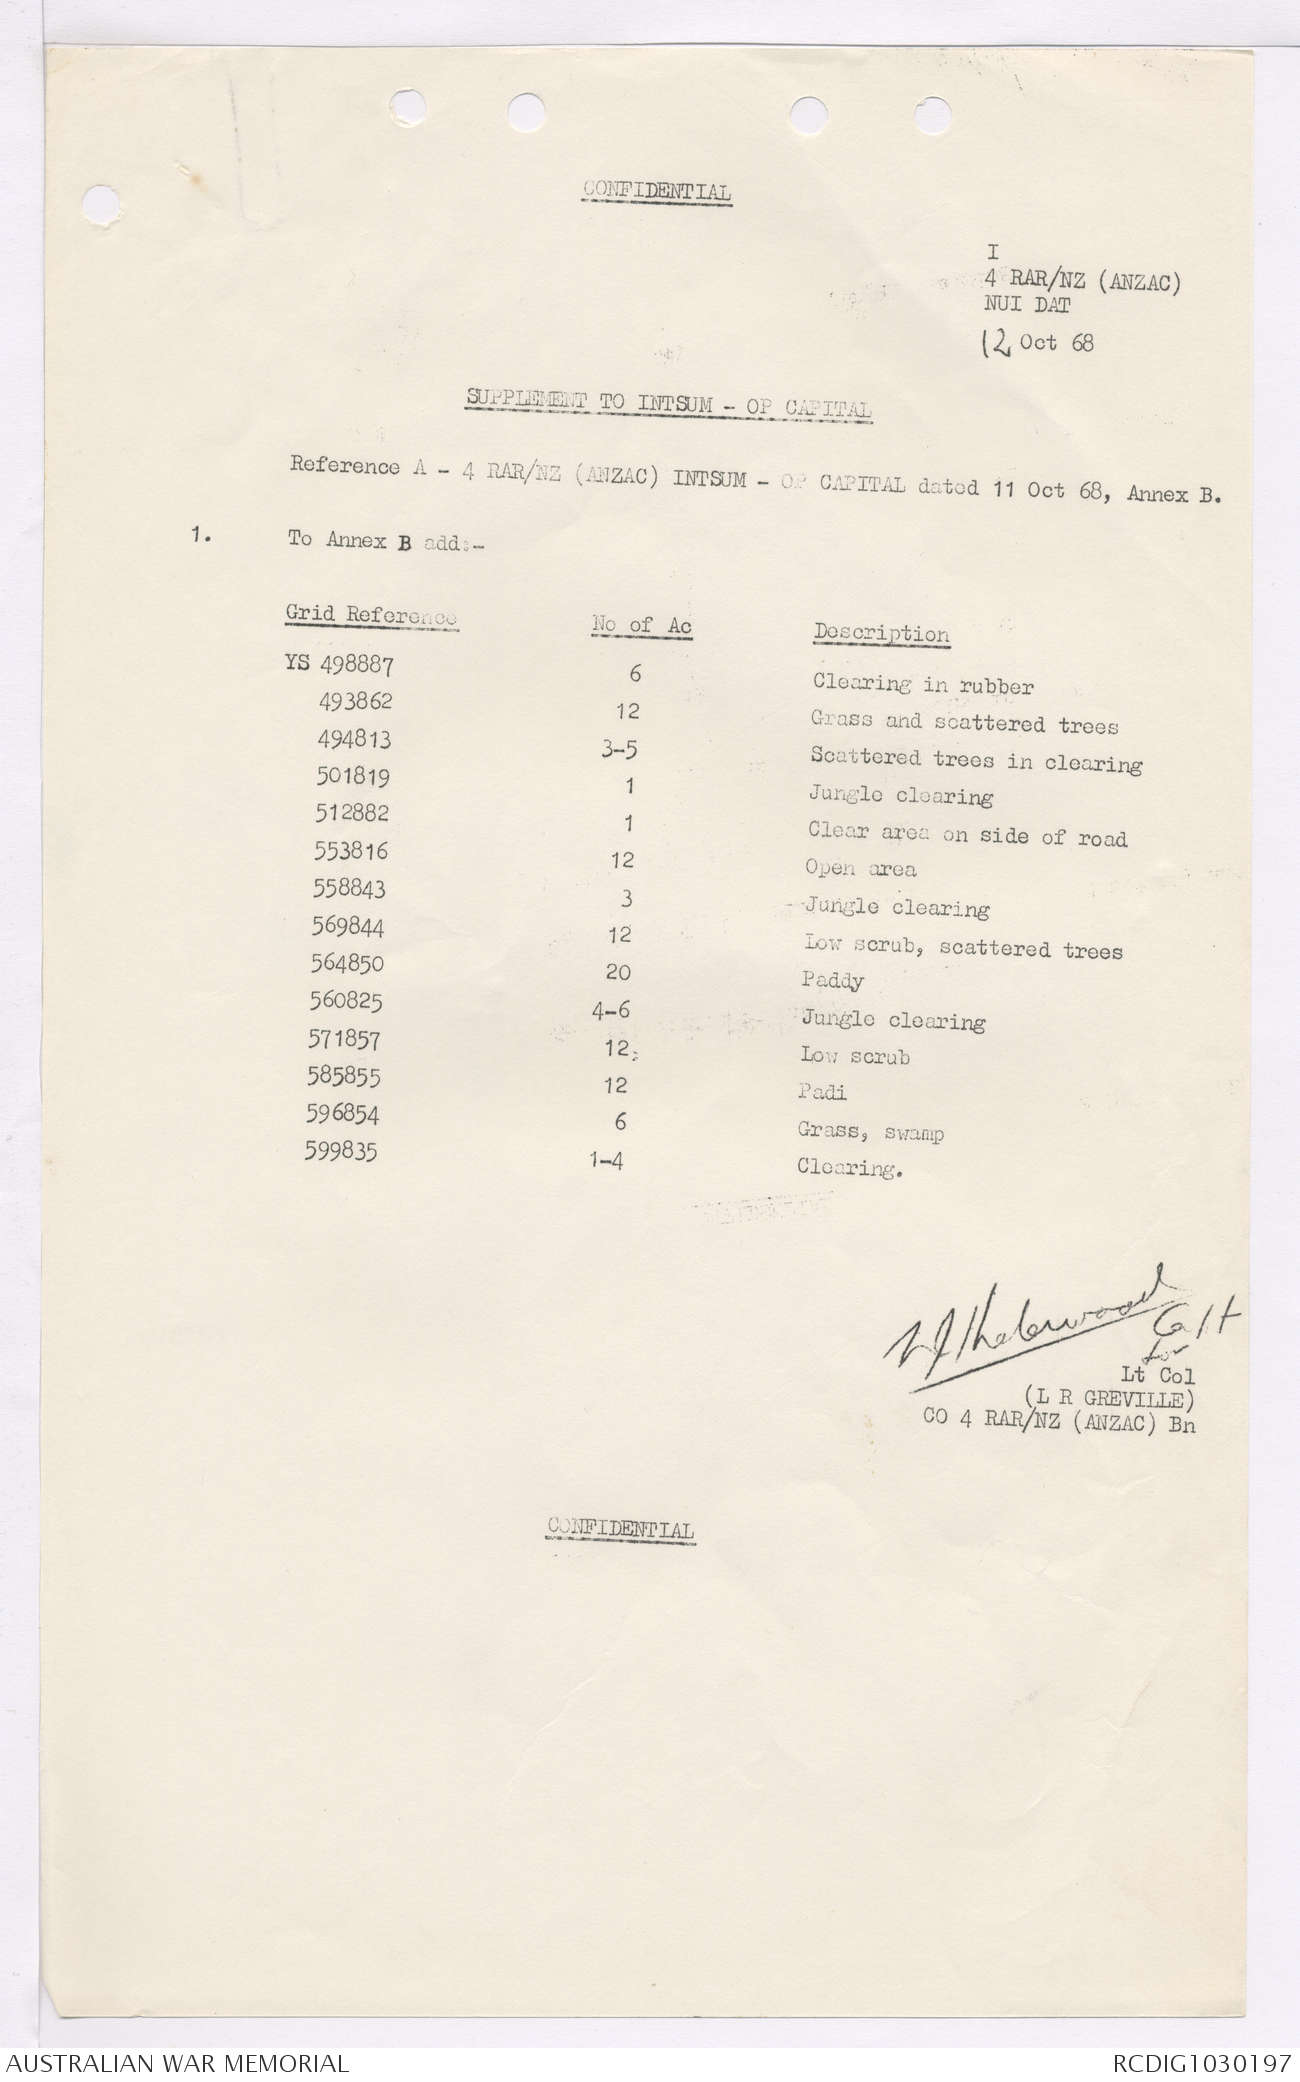 CONFIDENTIAL
I
4 RAR/NZ (ANZAC)
NUI DAT
12 Oct 68
SUPPLEMENT TO INTSUM - OP CAPITAL
Reference A - 4 RAR/NZ (ANZAC) INTSUM - OP CAPITAL dated 11 Oct 68, Annex B.
1. To Annex B add:-
Grid Reference No of Ac Description
YS 498887 6 Clearing in rubber
493862 12 Grass and scattered trees
494813 3-5 Scattered trees in clearing
501819 1 Jungle clearing
512882 1 Clear area on side of road
553816 12 Open area
558843 3 Jungle clearing
569844 12 Low scrub, scattered trees
564850 20 Paddy
560825 4-6 Jungle clearing
571857 12 Low scrub
585855 12 Padi
596854 6 Grass, swamp
599835 1-4 Clearing.
for
Lt Col
(L R GREVILLE)
CO 4 RAR/NZ (ANZAC) Bn
CONFIDENTIAL
AUSTRALIAN WAR MEMORIAL RCDIG1030197